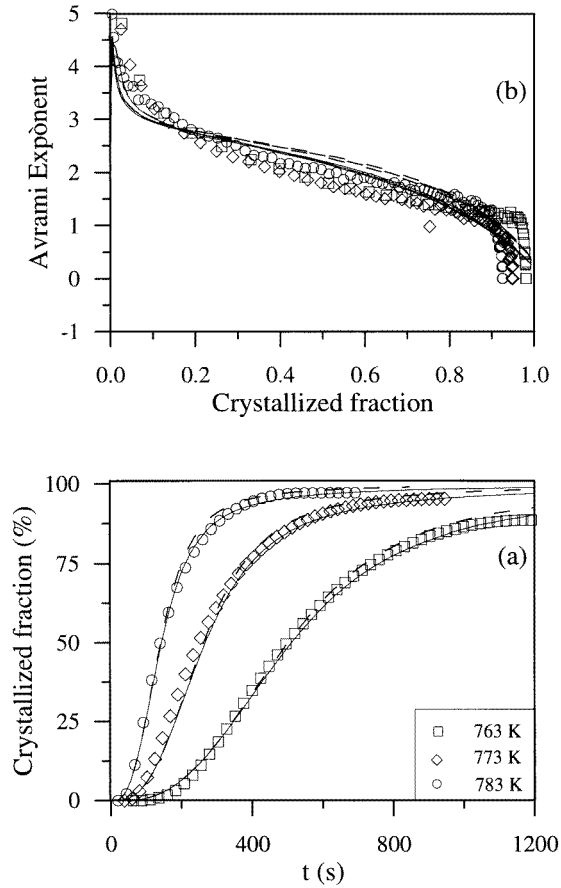 5
4
3
2
1
0
-1
Avrami Expònent
(b)
0.0 0.2 0.4 0.6 0.8 1.0
Crystallized fraction
100
75
50
25
0
Crystallized fraction (%)
(a)
763 K
773 K
783 K
0 400 800 1200
t (s)